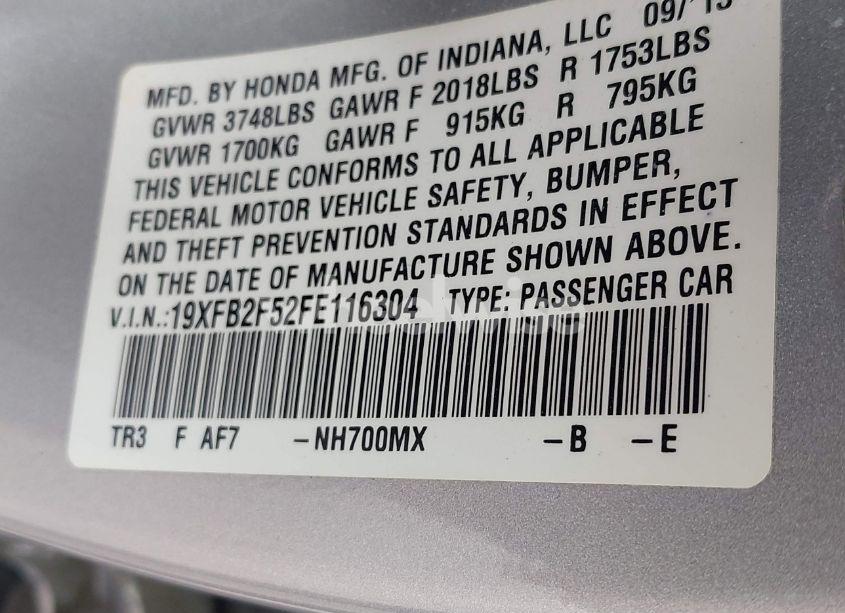 MFD. BY HONDA MFG. OF INDIANA, LLC 09/15
GVWR 3748LBS GAWR F 2018LBS R 1753LBS
GVWR 1700KG GAWR F 915KG R 795KG
THIS VEHICLE CONFORMS TO ALL APPLICABLE
FEDERAL MOTOR VEHICLE SAFETY, BUMPER,
AND THEFT PREVENTION STANDARDS IN EFFECT
ON THE DATE OF MANUFACTURE SHOWN ABOVE.
V.I.N.:19XFB2F52FE116304 TYPE: PASSENGER CAR
TR3 F AF7 -NH700MX -B -E